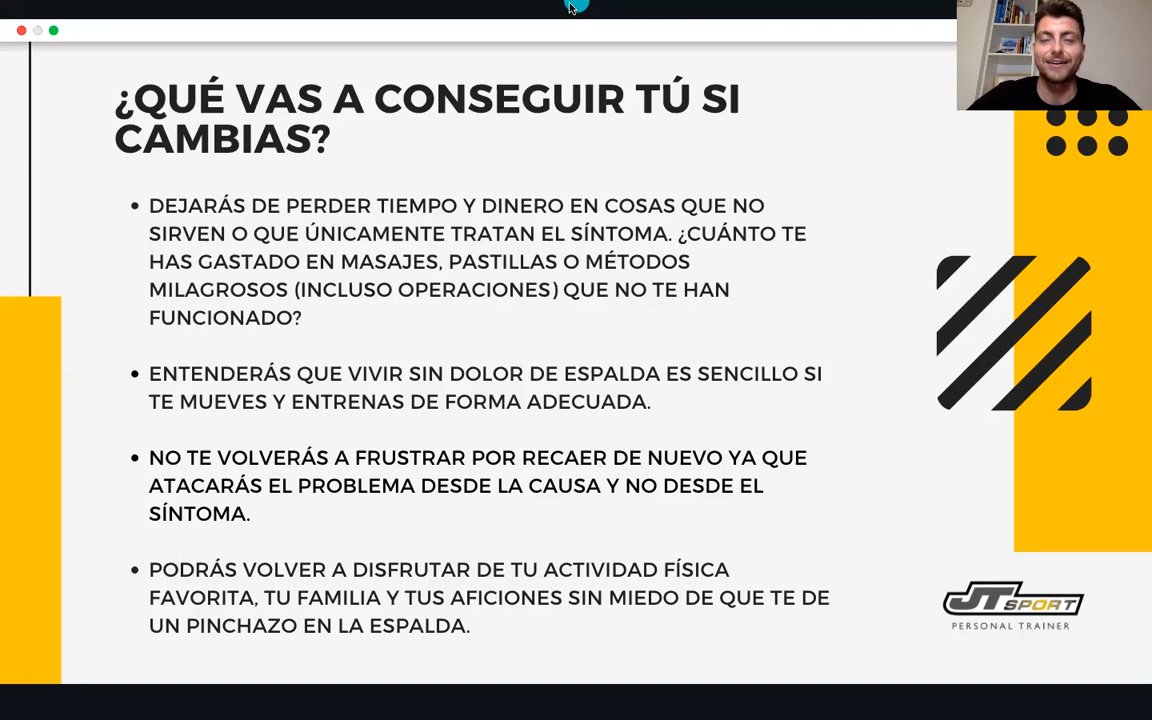 ¿QUÉ VAS A CONSEGUIR TÚ SI
CAMBIAS?
• DEJARÁS DE PERDER TIEMPO Y DINERO EN COSAS QUE NO
SIRVEN O QUE ÚNICAMENTE TRATAN EL SÍNTOMA. ¿CUÁNTO TE
HAS GASTADO EN MASAJES, PASTILLAS O MÉTODOS
MILAGROSOS (INCLUSO OPERACIONES) QUE NO TE HAN
FUNCIONADO?
• ENTENDERÁS QUE VIVIR SIN DOLOR DE ESPALDA ES SENCILLO SI
TE MUEVES Y ENTRENAS DE FORMA ADECUADA.
• NO TE VOLVERÁS A FRUSTRAR POR RECAER DE NUEVO YA QUE
ATACARÁS EL PROBLEMA DESDE LA CAUSA Y NO DESDE EL
SÍNTOMA.
• PODRÁS VOLVER A DISFRUTAR DE TU ACTIVIDAD FÍSICA
FAVORITA, TU FAMILIA Y TUS AFICIONES SIN MIEDO DE QUE TE DE
UN PINCHAZO EN LA ESPALDA.
JT SPORT
PERSONAL TRAINER